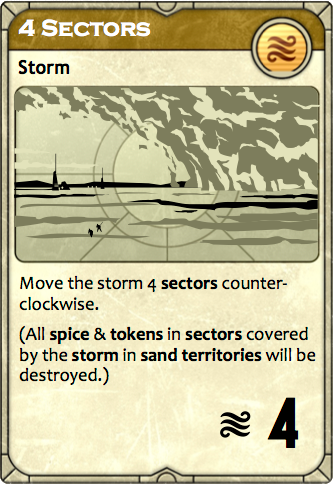 4 SECTORS
Storm
Move the storm 4 sectors counter-
clockwise.
(All spice & tokens in sectors covered
by the storm in sand territories will be
destroyed.)
4